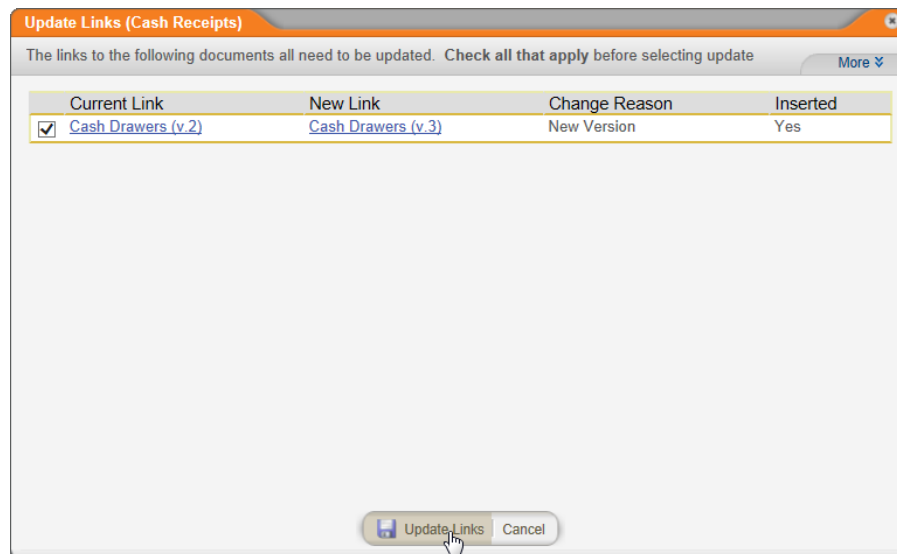 Update Links (Cash Receipts)
The links to the following documents all need to be updated. Check all that apply before selecting update
More
Current Link New Link Change Reason Inserted
Cash Drawers (v.2) Cash Drawers (v.3) New Version Yes
Update Links Cancel